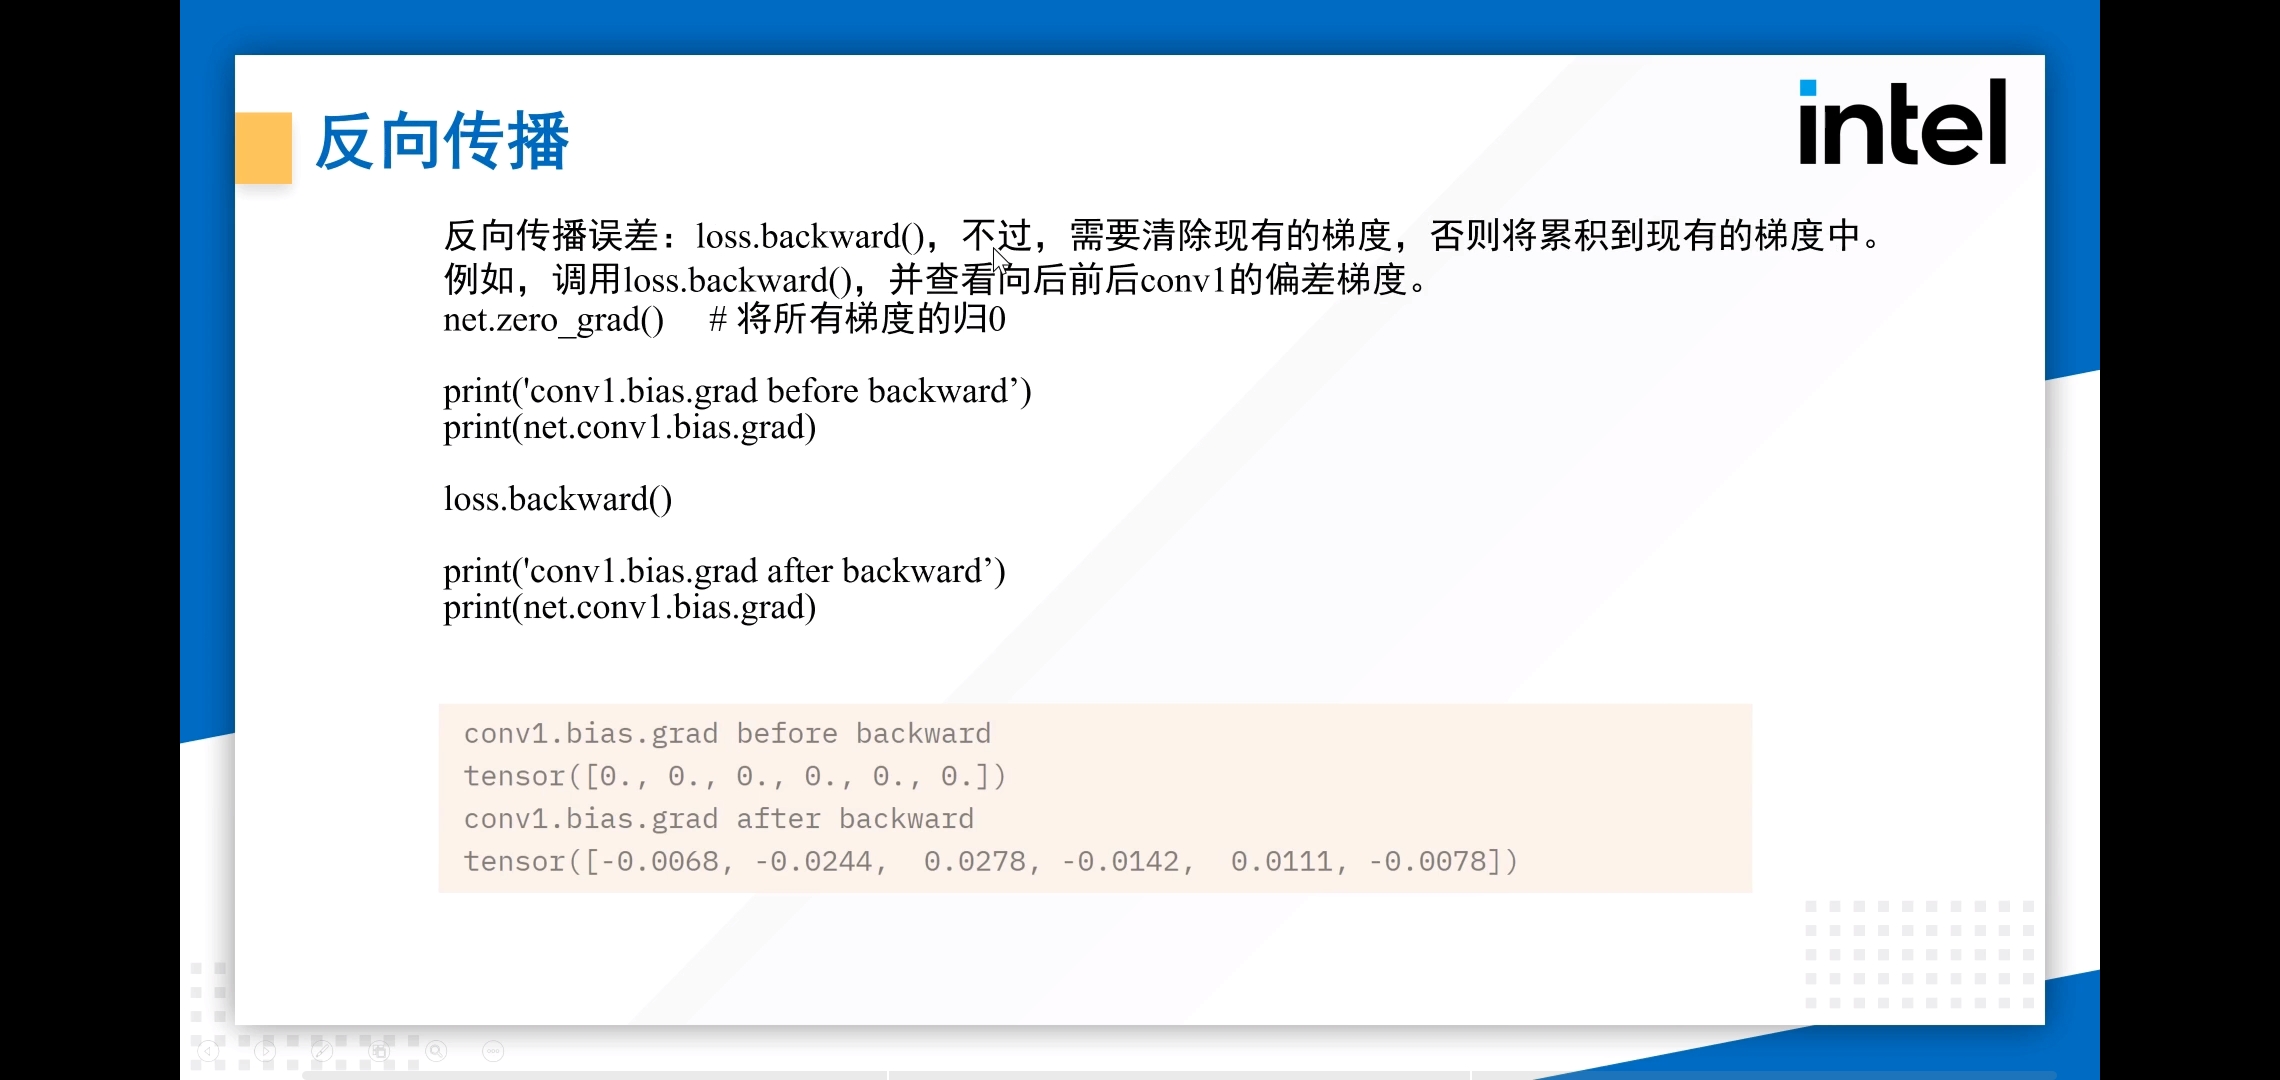 反向传播
intel
反向传播误差：loss.backward()，不过，需要清除现有的梯度，否则将累积到现有的梯度中。
例如，调用loss.backward()，并查看向后前后conv1的偏差梯度。
net.zero_grad()     # 将所有梯度的归0
print('conv1.bias.grad before backward’)
print(net.conv1.bias.grad)
loss.backward()
print('conv1.bias.grad after backward’)
print(net.conv1.bias.grad)
conv1.bias.grad before backward
tensor([0., 0., 0., 0., 0., 0.])
conv1.bias.grad after backward
tensor([-0.0068, -0.0244,  0.0278, -0.0142,  0.0111, -0.0078])